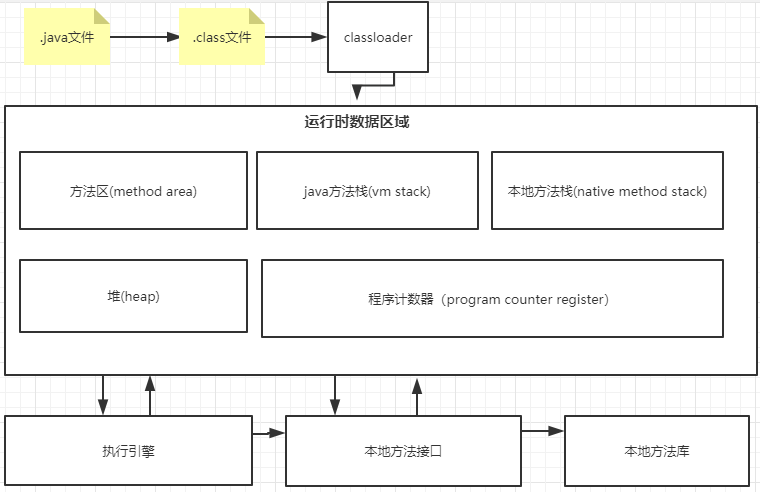 .java文件
.class文件
classloader
运行时数据区域
方法区(method area)
java方法栈(vm stack)
本地方法栈(native method stack)
堆(heap)
程序计数器（program counter register）
执行引擎
本地方法接口
本地方法库